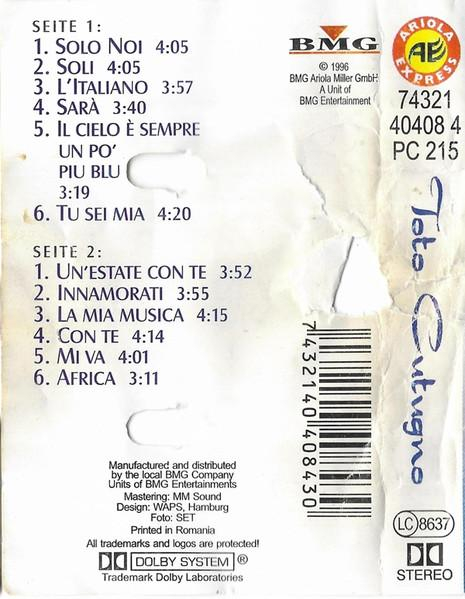 SEITE 1:
1. SOLO NOI 4:05
2. SOLI 4:05
3. L'ITALIANO 3:57
4. SARÀ 3:40
5. IL CIELO È SEMPRE
UN PO'
PIU BLU
3:19
6. TU SEI MIA 4:20
SEITE 2:
1. UN'ESTATE CON TE 3:52
2. INNAMORATI 3:55
3. LA MIA MUSICA 4:15
4. CON TE 4:14
5. MI VA 4:01
6. AFRICA 3:11
Manufactured and distributed
by the local BMG Company
Units of BMG Entertainments
Mastering: MM Sound
Design: WAPS, Hamburg
Foto: SET
Printed in Romania
All trademarks and logos are protected!
DOLBY SYSTEM ®
Trademark Dolby Laboratories
BMG
© 1996
BMG Ariola Miller GmbH
A Unit of
BMG Entertainment
7 432140 408430
ARIOLA
AE
EXPRESS
74321
40408 4
PC 215
Toto Cutugno
LC 8637
STEREO